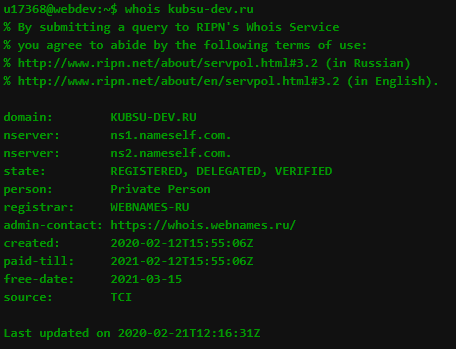 u17368@webdev:~$ whois kubsu-dev.ru
% By submitting a query to RIPN's Whois Service
% you agree to abide by the following terms of use:
% http://www.ripn.net/about/servpol.html#3.2 (in Russian)
% http://www.ripn.net/about/en/servpol.html#3.2 (in English).

domain:        KUBSU-DEV.RU
nserver:       ns1.nameself.com.
nserver:       ns2.nameself.com.
state:         REGISTERED, DELEGATED, VERIFIED
person:        Private Person
registrar:     WEBNAMES-RU
admin-contact: https://whois.webnames.ru/
created:       2020-02-12T15:55:06Z
paid-till:     2021-02-12T15:55:06Z
free-date:     2021-03-15
source:        TCI

Last updated on 2020-02-21T12:16:31Z